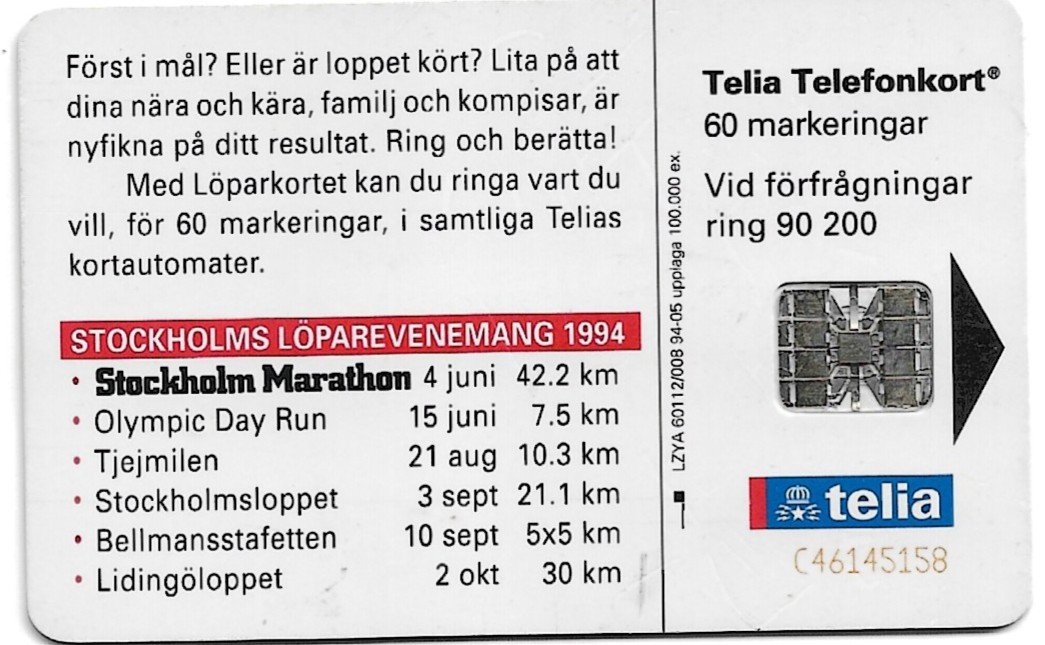 Först i mål? Eller är loppet kört? Lita på att
dina nära och kära, familj och kompisar, är
nyfikna på ditt resultat. Ring och berätta!
Med Löparkortet kan du ringa vart du
vill, för 60 markeringar, i samtliga Telias
kortautomater.
STOCKHOLMS LÖPAREVENEMANG 1994
• Stockholm Marathon 4 juni 42.2 km
• Olympic Day Run 15 juni 7.5 km
• Tjejmilen 21 aug 10.3 km
• Stockholmsloppet 3 sept 21.1 km
• Bellmansstafetten 10 sept 5x5 km
• Lidingöloppet 2 okt 30 km
LZYA 60112/008 94-05 upplaga 100.000 ex.
Telia Telefonkort®
60 markeringar
Vid förfrågningar
ring 90 200
telia
C46145158